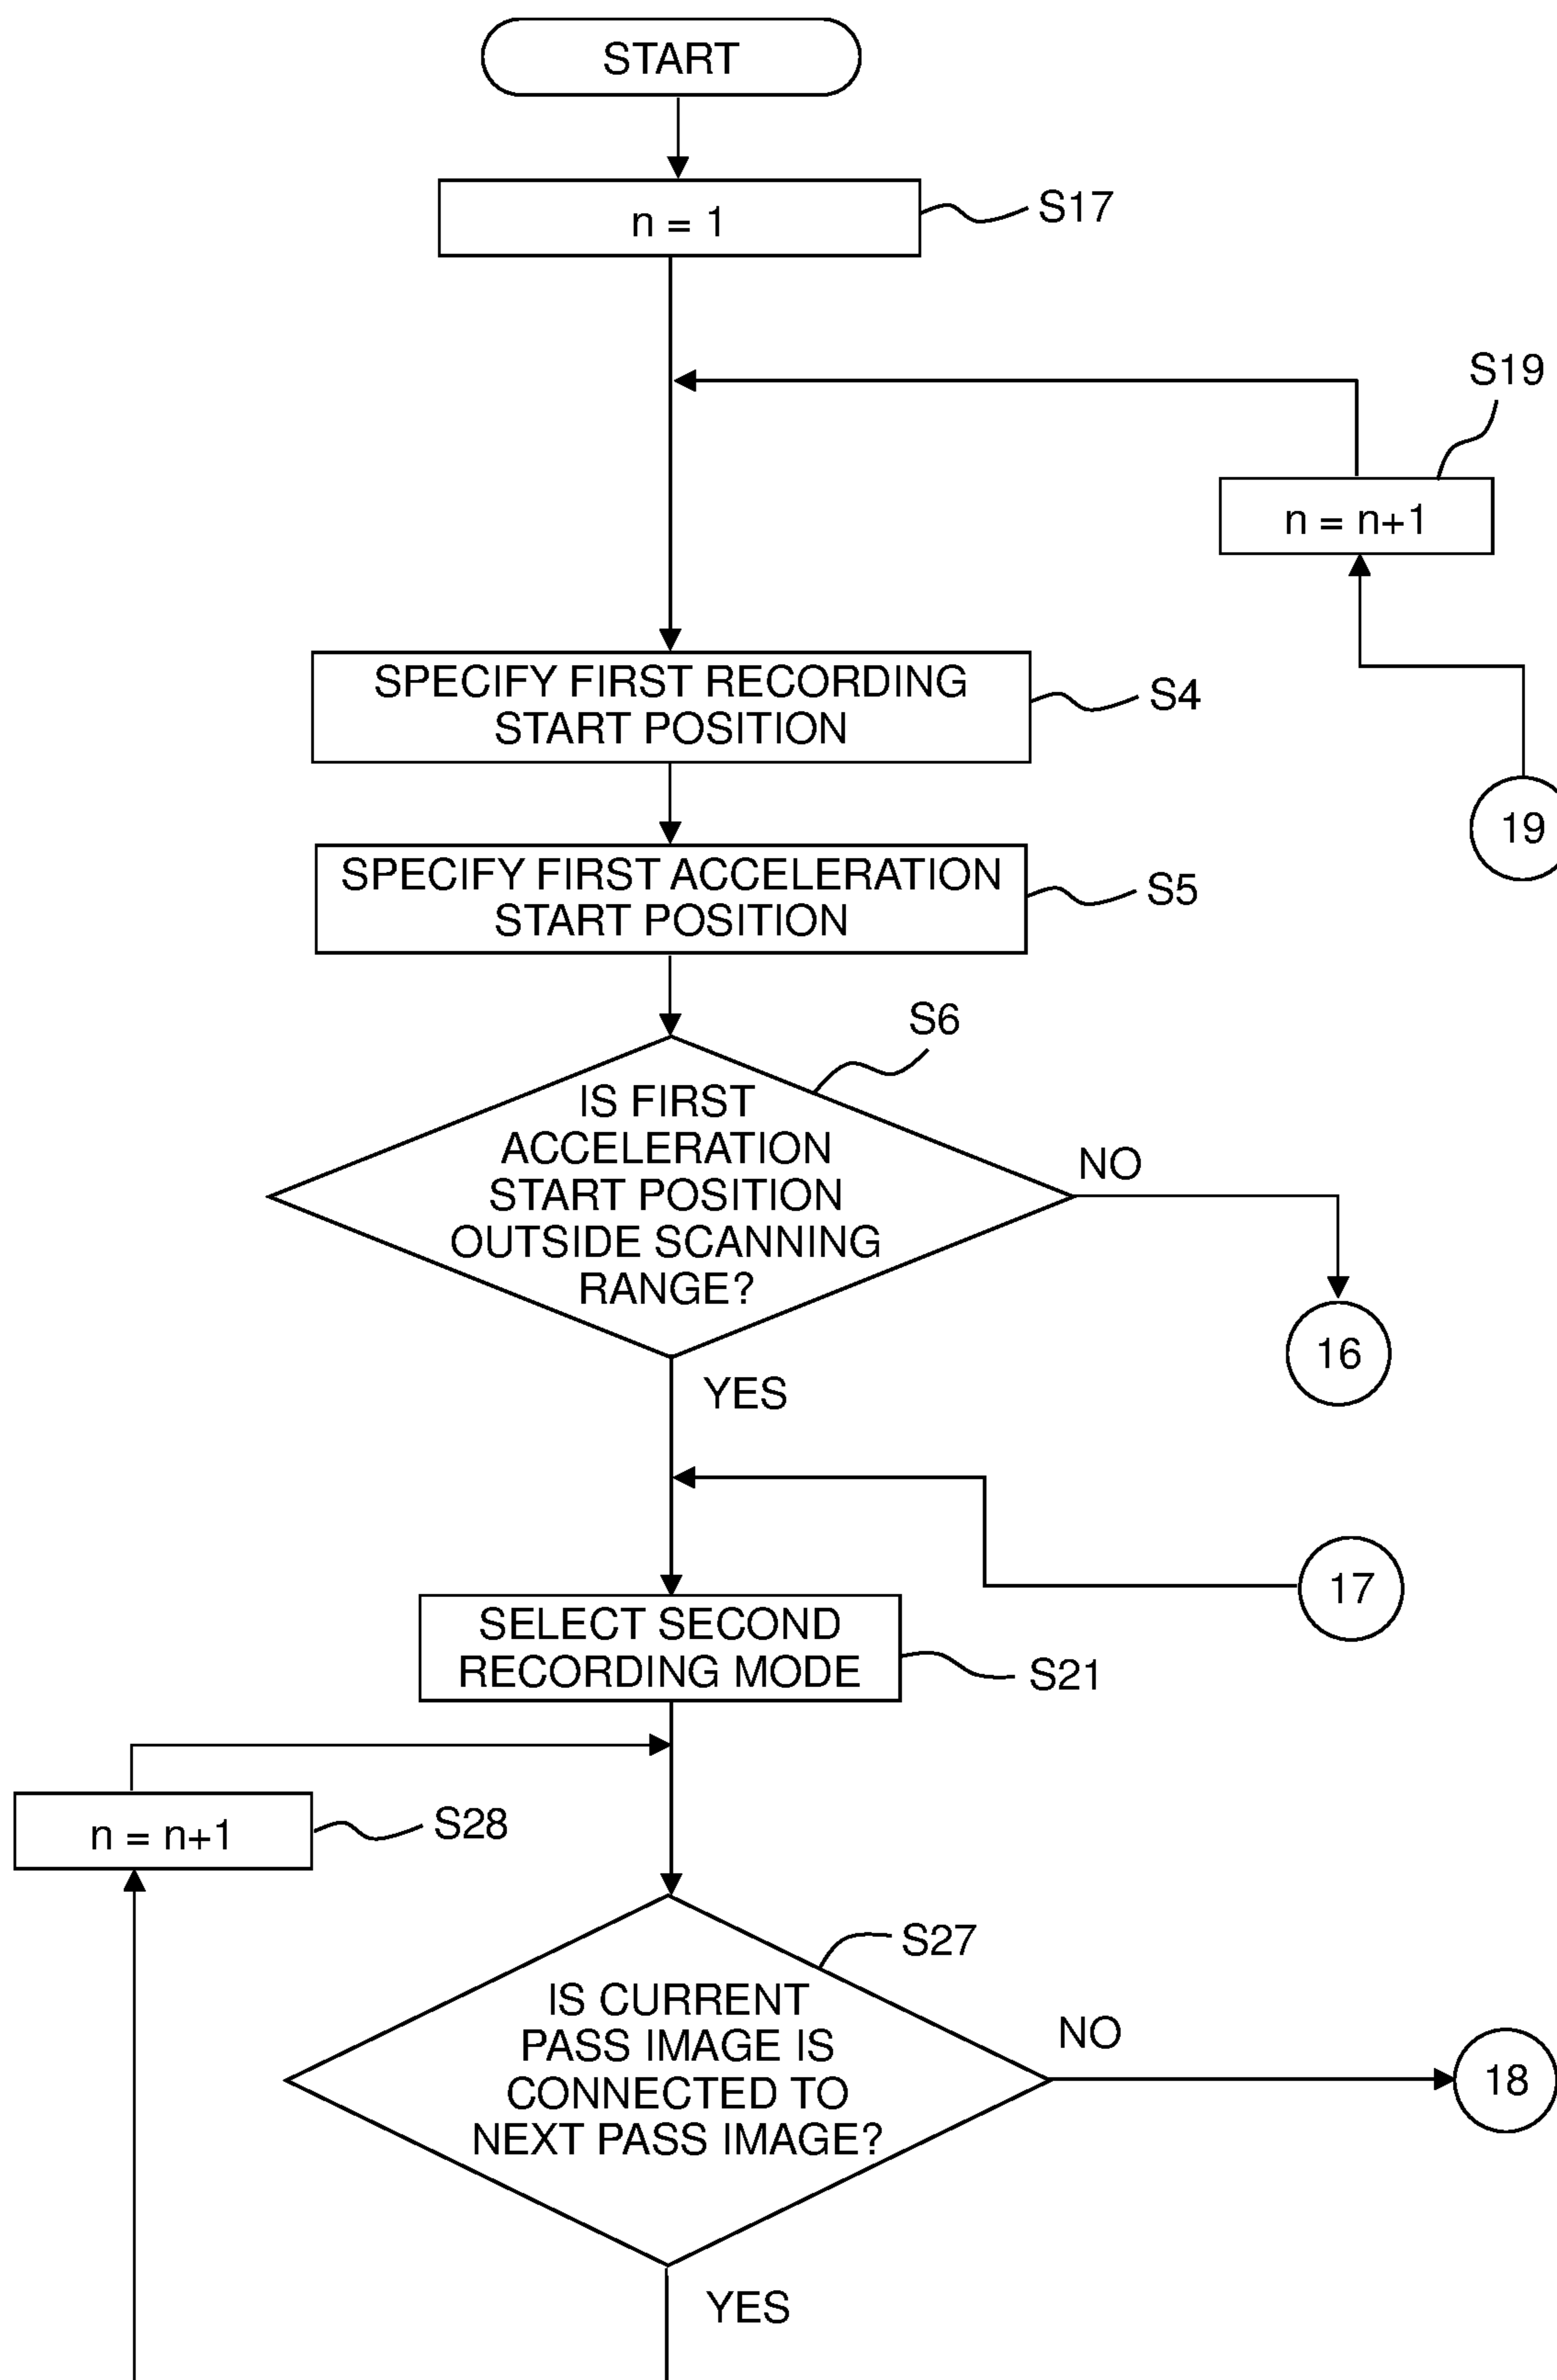 START
n = 1
S17
S19
n = n+1
SPECIFY FIRST RECORDING
START POSITION
S4
19
SPECIFY FIRST ACCELERATION
START POSITION
S5
S6
IS FIRST
ACCELERATION
START POSITION
OUTSIDE SCANNING
RANGE?
NO
16
YES
17
SELECT SECOND
RECORDING MODE
S21
n = n+1
S28
S27
IS CURRENT
PASS IMAGE IS
CONNECTED TO
NEXT PASS IMAGE?
NO
18
YES